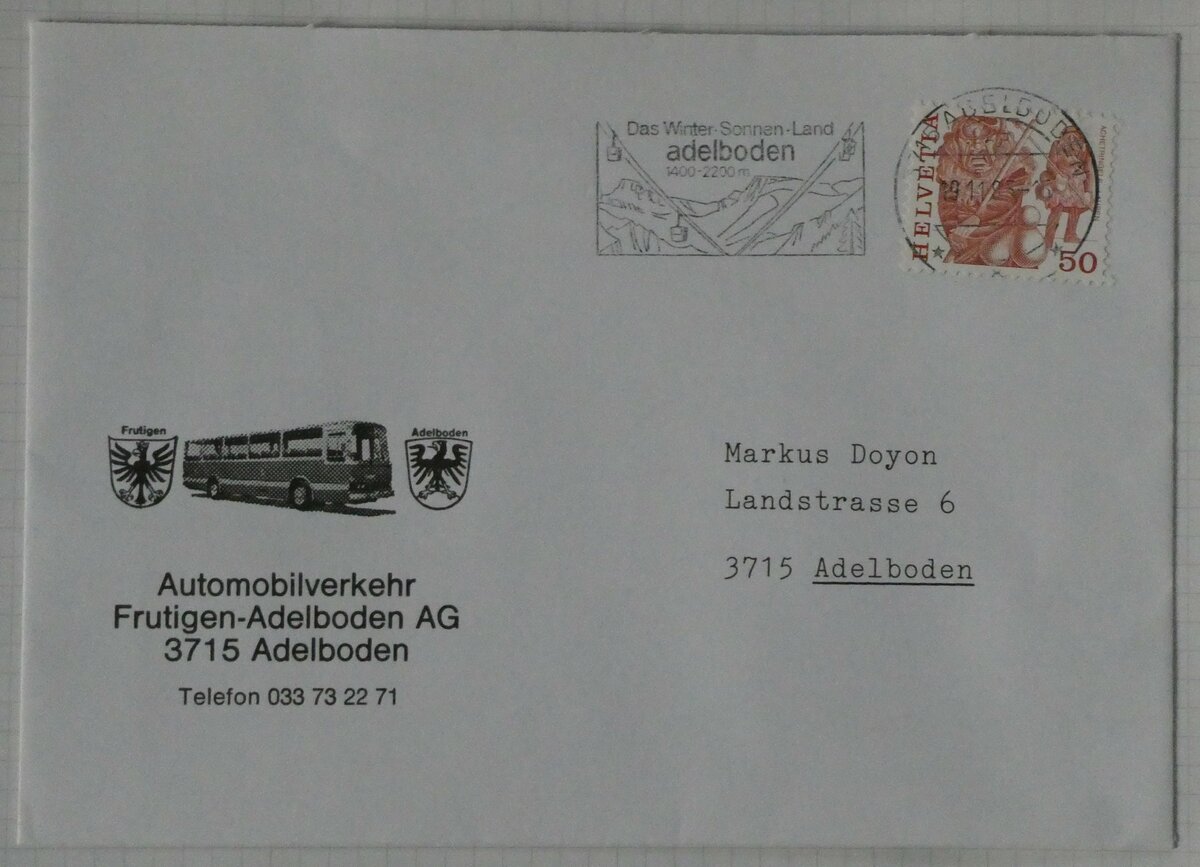 Das Winter-Sonnen-Land
adelboden
1400-2200 m
HELVETIA
50
Frutigen
Adelboden
Automobilverkehr
Frutigen-Adelboden AG
3715 Adelboden
Telefon 033 73 22 71
Markus Doyon
Landstrasse 6
3715 Adelboden